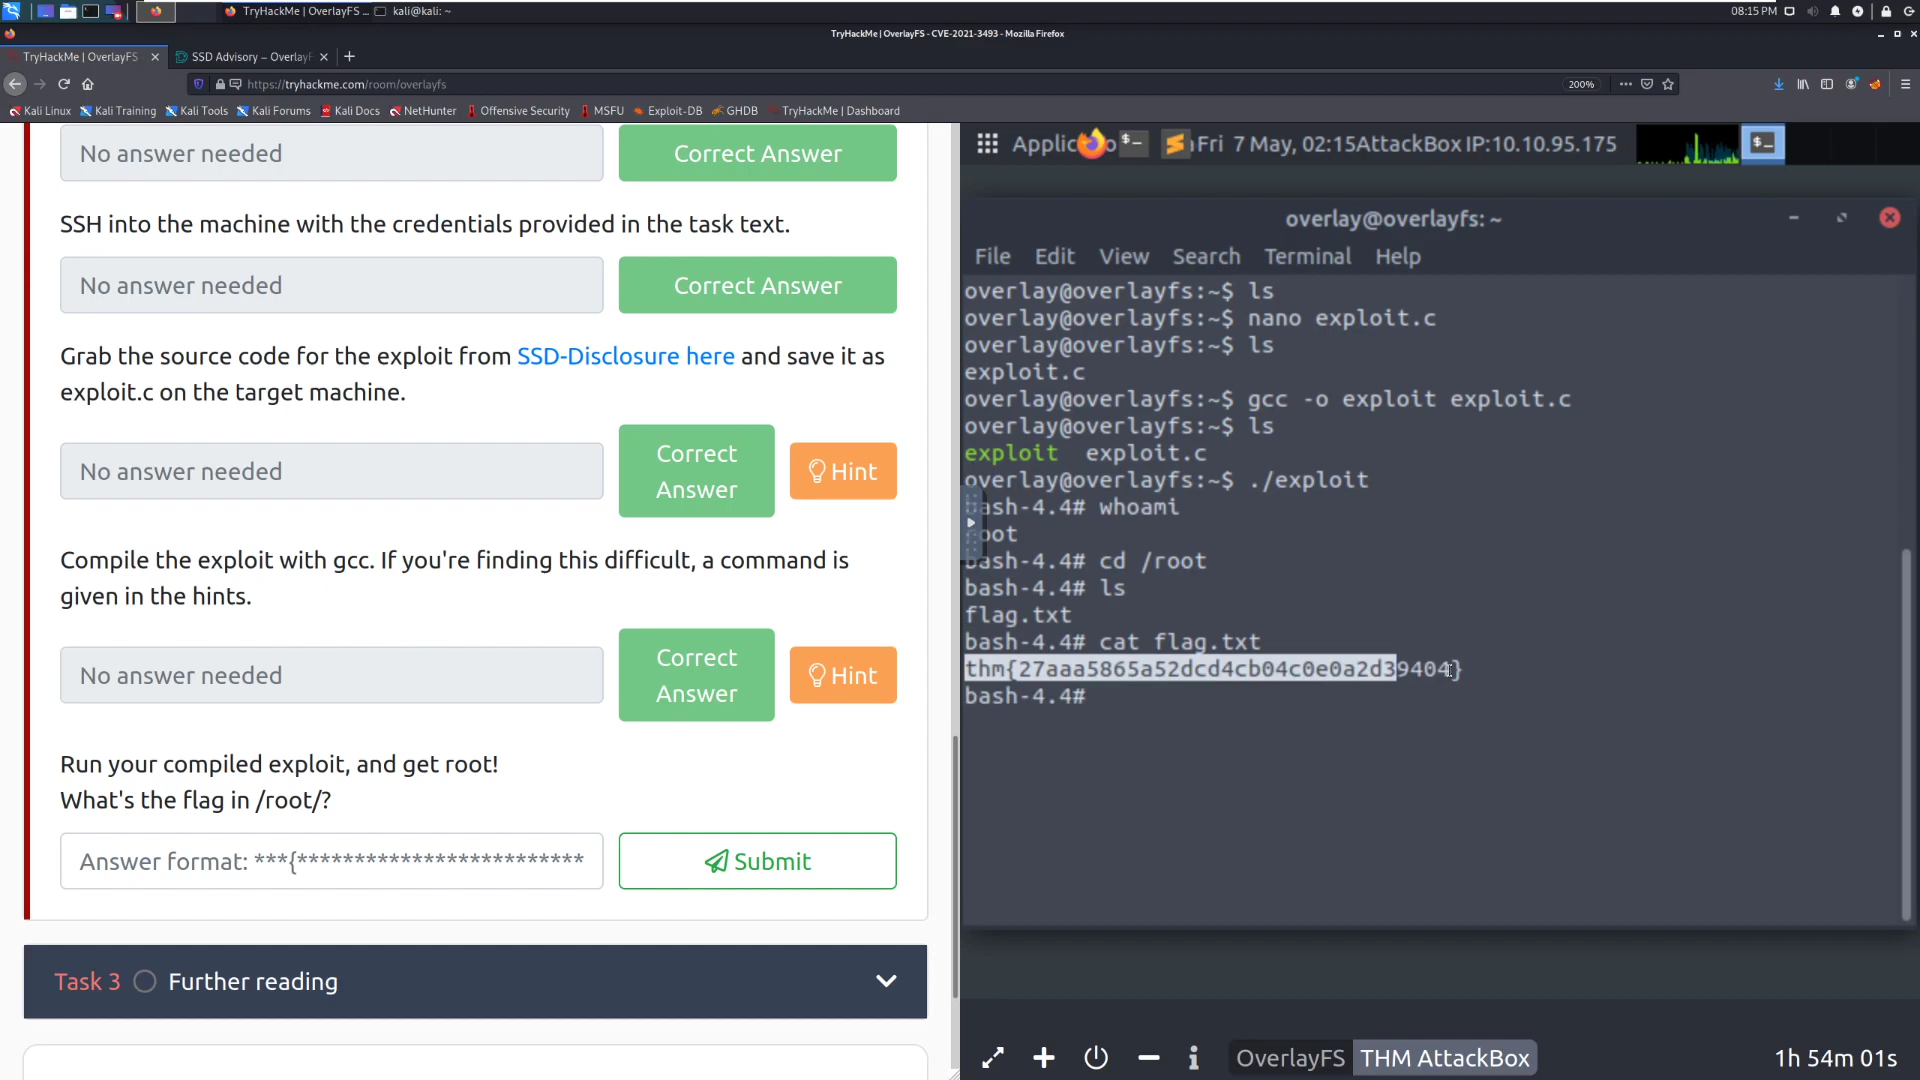 TryHackMe | OverlayFS ...
kali@kali: ~
08:15 PM
TryHackMe | OverlayFS - CVE-2021-3493 - Mozilla Firefox
TryHackMe | OverlayFS -
SSD Advisory – OverlayF
https://tryhackme.com/room/overlayfs
200%
Kali Linux
Kali Training
Kali Tools
Kali Forums
Kali Docs
NetHunter
Offensive Security
MSFU
Exploit-DB
GHDB
TryHackMe | Dashboard
No answer needed
Correct Answer
SSH into the machine with the credentials provided in the task text.
No answer needed
Correct Answer
Grab the source code for the exploit from SSD-Disclosure here and save it as
exploit.c on the target machine.
No answer needed
Correct
Answer
Hint
Compile the exploit with gcc. If you're finding this difficult, a command is
given in the hints.
No answer needed
Correct
Answer
Hint
Run your compiled exploit, and get root!
What's the flag in /root/?
Answer format: ***{*************************
Submit
Task 3
Further reading
Fri 7 May, 02:15
AttackBox IP:10.10.95.175
overlay@overlayfs: ~
File Edit View Search Terminal Help
overlay@overlayfs:~$ ls
overlay@overlayfs:~$ nano exploit.c
overlay@overlayfs:~$ ls
exploit.c
overlay@overlayfs:~$ gcc -o exploit exploit.c
overlay@overlayfs:~$ ls
exploit exploit.c
overlay@overlayfs:~$ ./exploit
bash-4.4# whoami
root
bash-4.4# cd /root
bash-4.4# ls
flag.txt
bash-4.4# cat flag.txt
thm{27aaa5865a52dcd4cb04c0e0a2d39404}
bash-4.4#
OverlayFS
THM AttackBox
1h 54m 01s